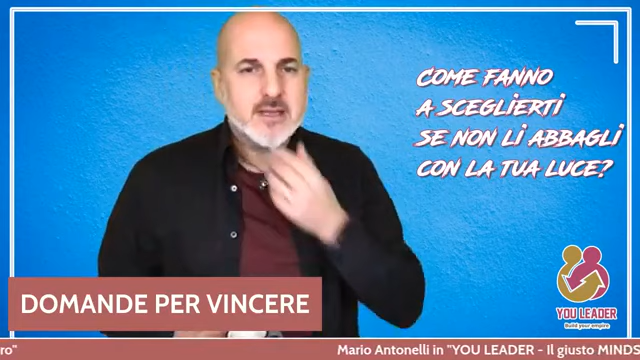 COME FANNO
A SCEGLIERTI
SE NON LI ABBAGLI
CON LA TUA LUCE?
DOMANDE PER VINCERE
YOU LEADER
Build your empire
ro"
Mario Antonelli in "YOU LEADER - Il giusto MINDS